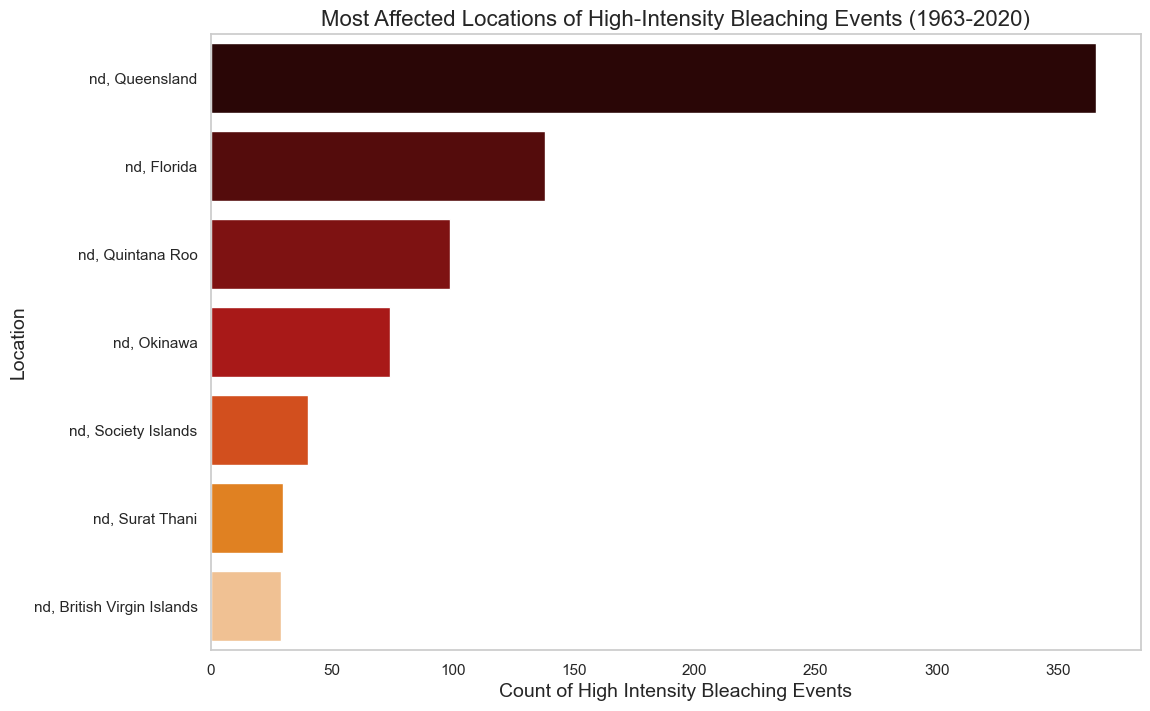 Most Affected Locations of High-Intensity Bleaching Events (1963-2020)
Location
nd, Queensland
nd, Florida
nd, Quintana Roo
nd, Okinawa
nd, Society Islands
nd, Surat Thani
nd, British Virgin Islands
0 50 100 150 200 250 300 350
Count of High Intensity Bleaching Events